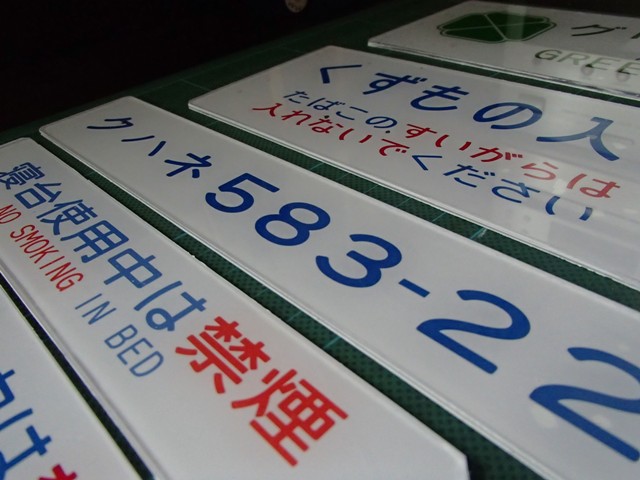 GREE
くずもの入
たばこの、すいがらは
入れないでください
クハネ583-22
寝台使用中は禁煙
NO SMOKING IN BED